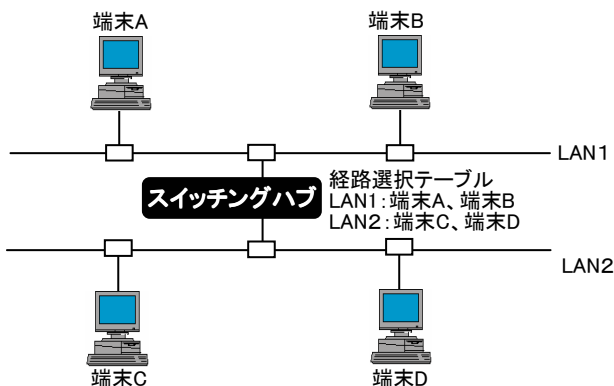 端末A
端末B
LAN1
スイッチングハブ
経路選択テーブル
LAN1:端末A、端末B
LAN2:端末C、端末D
LAN2
端末C
端末D